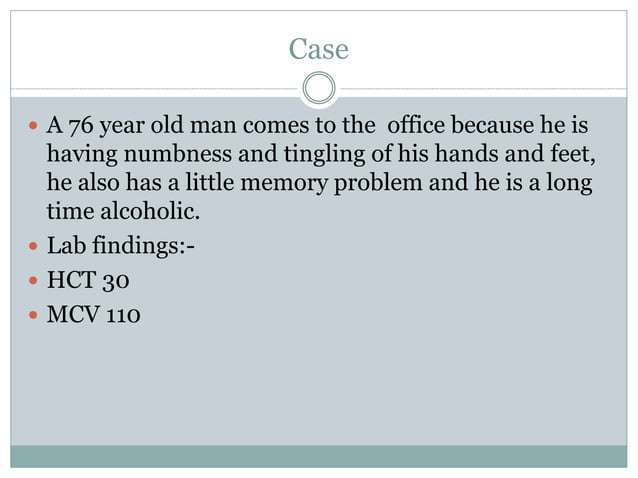 Case
• A 76 year old man comes to the office because he is
having numbness and tingling of his hands and feet,
he also has a little memory problem and he is a long
time alcoholic.
• Lab findings:-
• HCT 30
• MCV 110